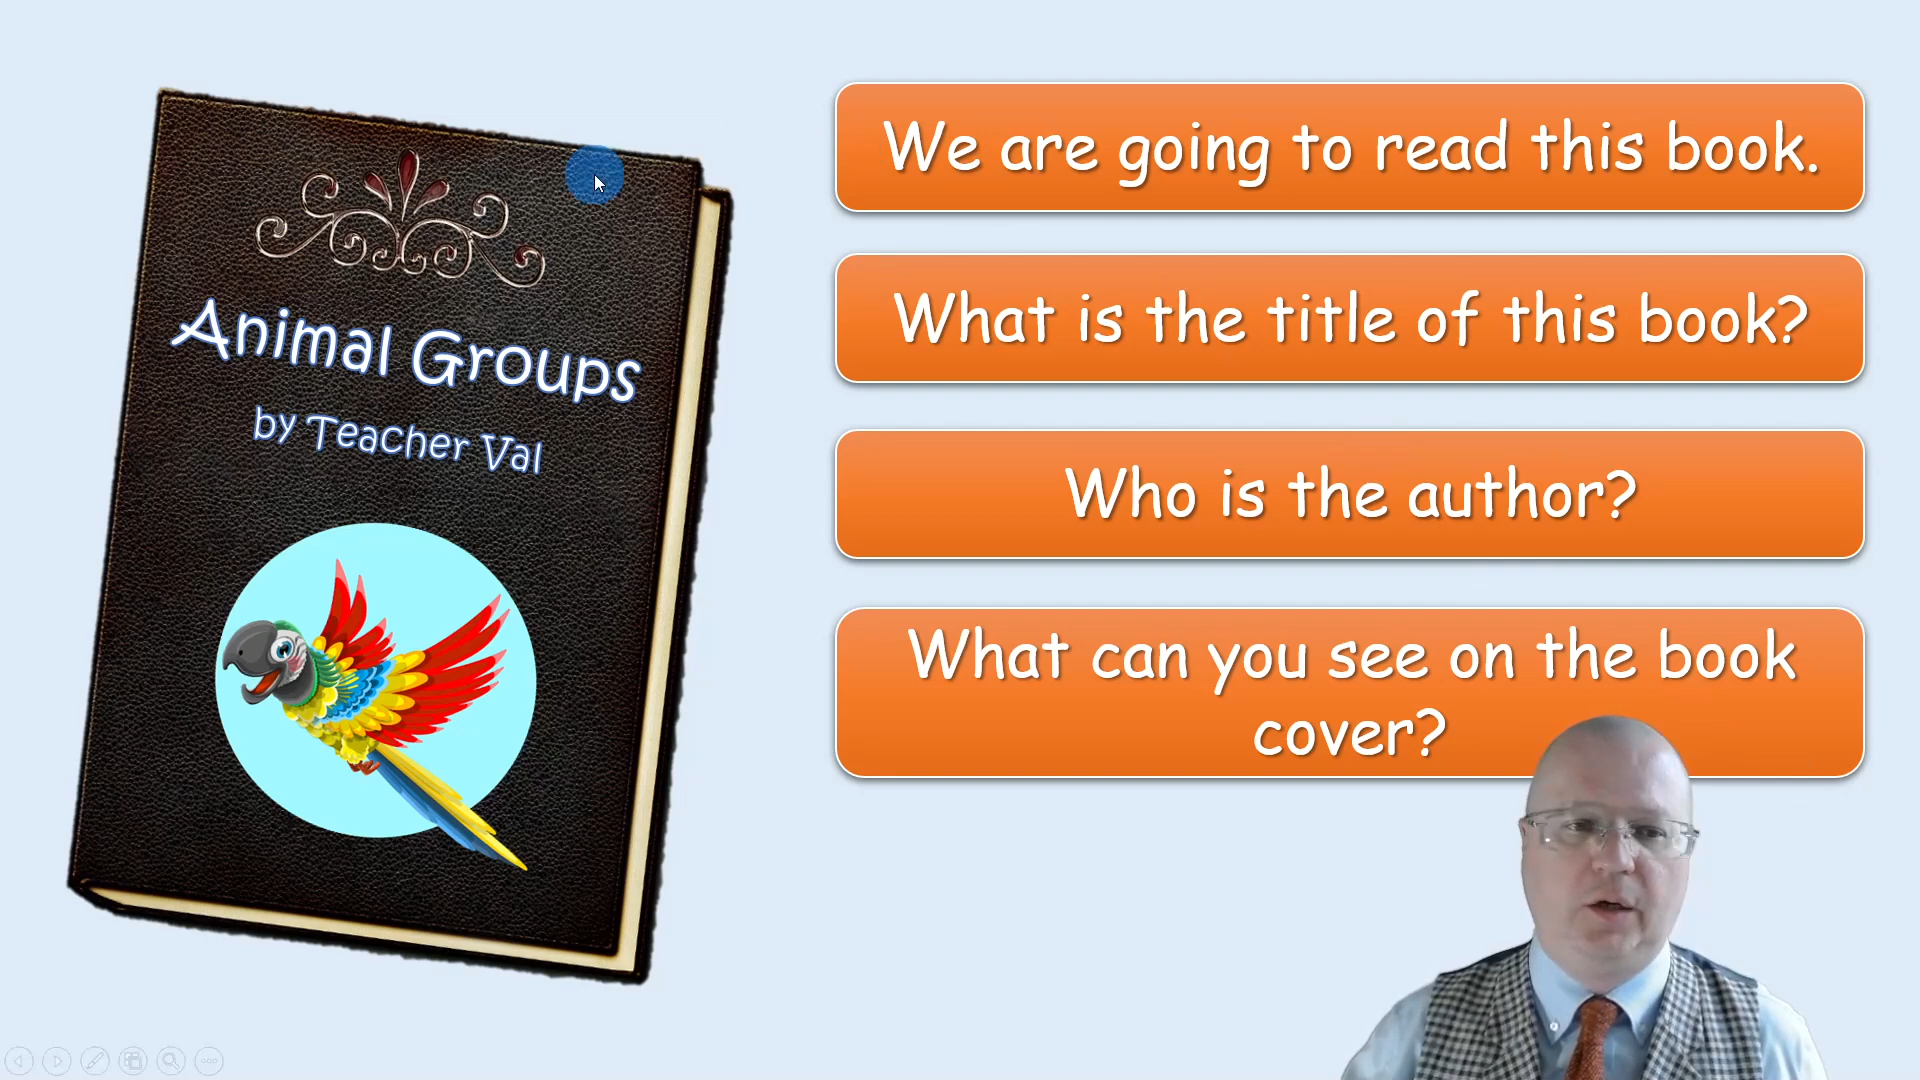 Animal Groups
by Teacher Val
We are going to read this book.
What is the title of this book?
Who is the author?
What can you see on the book
cover?